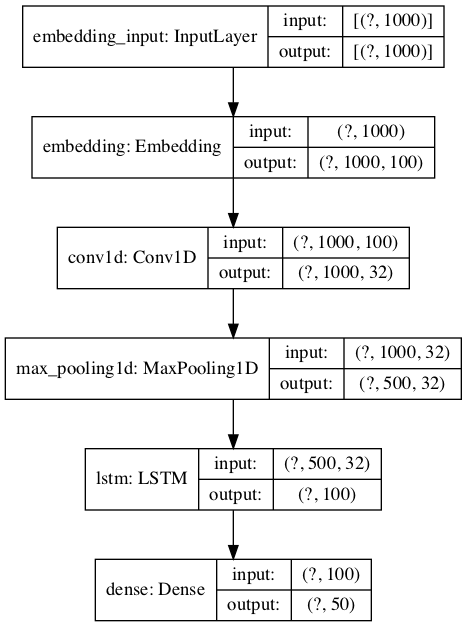 embedding_input: InputLayer
input:
[(?, 1000)]
output:
[(?, 1000)]
embedding: Embedding
input:
(?, 1000)
output:
(?, 1000, 100)
conv1d: Conv1D
input:
(?, 1000, 100)
output:
(?, 1000, 32)
max_pooling1d: MaxPooling1D
input:
(?, 1000, 32)
output:
(?, 500, 32)
lstm: LSTM
input:
(?, 500, 32)
output:
(?, 100)
dense: Dense
input:
(?, 100)
output:
(?, 50)